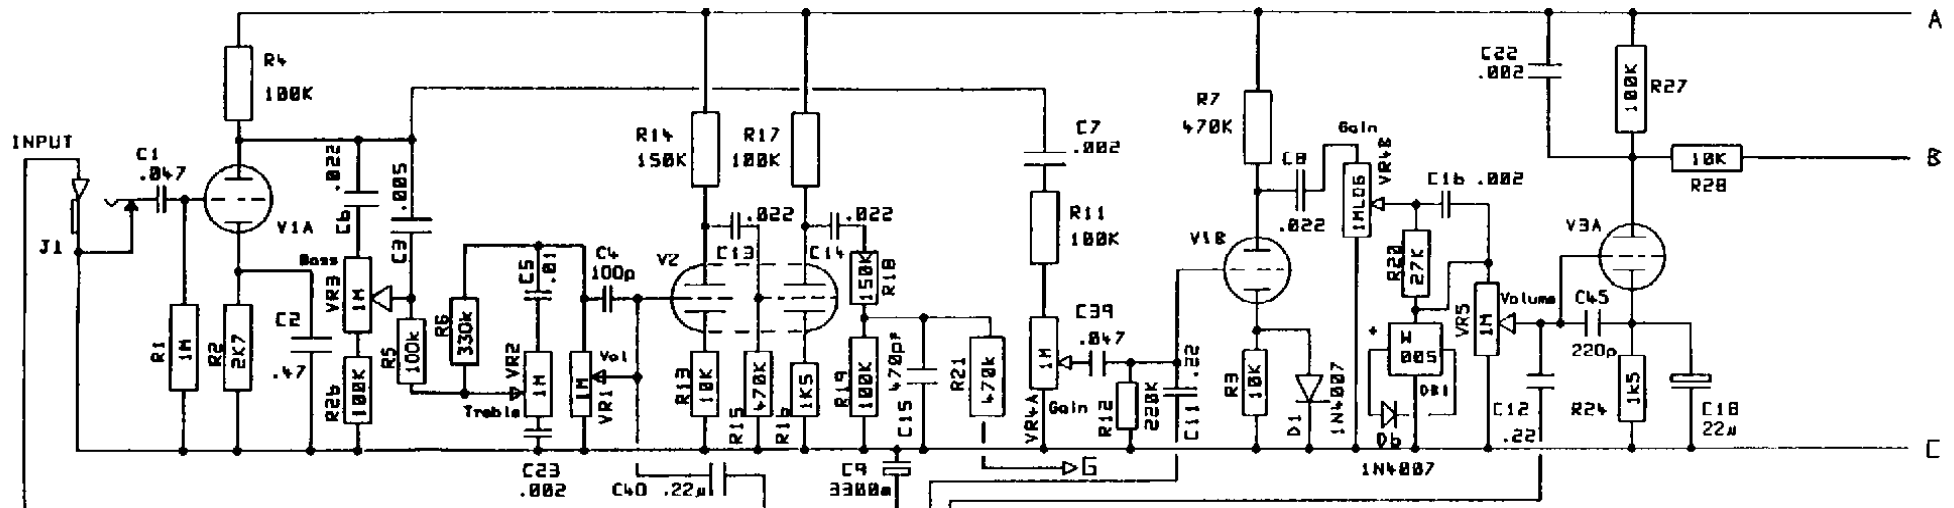 A
R4
100K
INPUT
C1
.047
J1
V1A
R1
1M
R2
2K7
C2
.47
C6
.022
C3
.005
Bass
VR3
1M
R26
100K
R5
100k
R6
330k
C5
.01
VR2
1M
Treble
C23
.002
C4
100p
1M
Vol
VR1
C40
.22µ
R14
150K
R17
100K
.022
C13
.022
C14
V2
R13
10K
R15
470K
R16
1K5
150K
R18
R19
100K
470pf
C15
R21
470k
C9
3300m
G
C7
.002
R11
100K
1M
VR4A
Gain
C39
.047
R12
220K
.22
C11
R7
470K
V1B
C8
.022
Gain
1MLOG
VR4B
R3
10K
D1
1N4007
C16
.002
R20
27K
+
W
005
DB1
D6
1N4007
VR5
1M
Volume
C45
220p
C12
.22
C22
.002
100K
R27
10K
R28
B
V3A
R24
1k5
C18
22µ
C